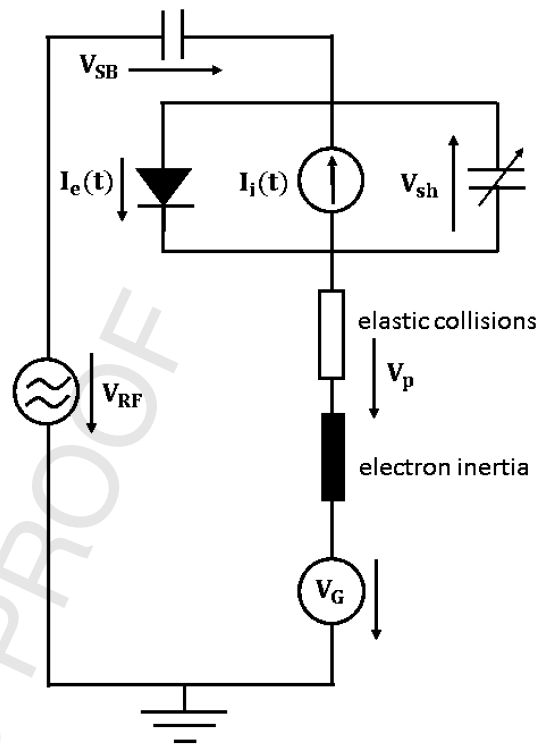 V_SB
I_e(t)
I_i(t)
V_sh
elastic collisions
V_p
V_RF
electron inertia
V_G
PROOF